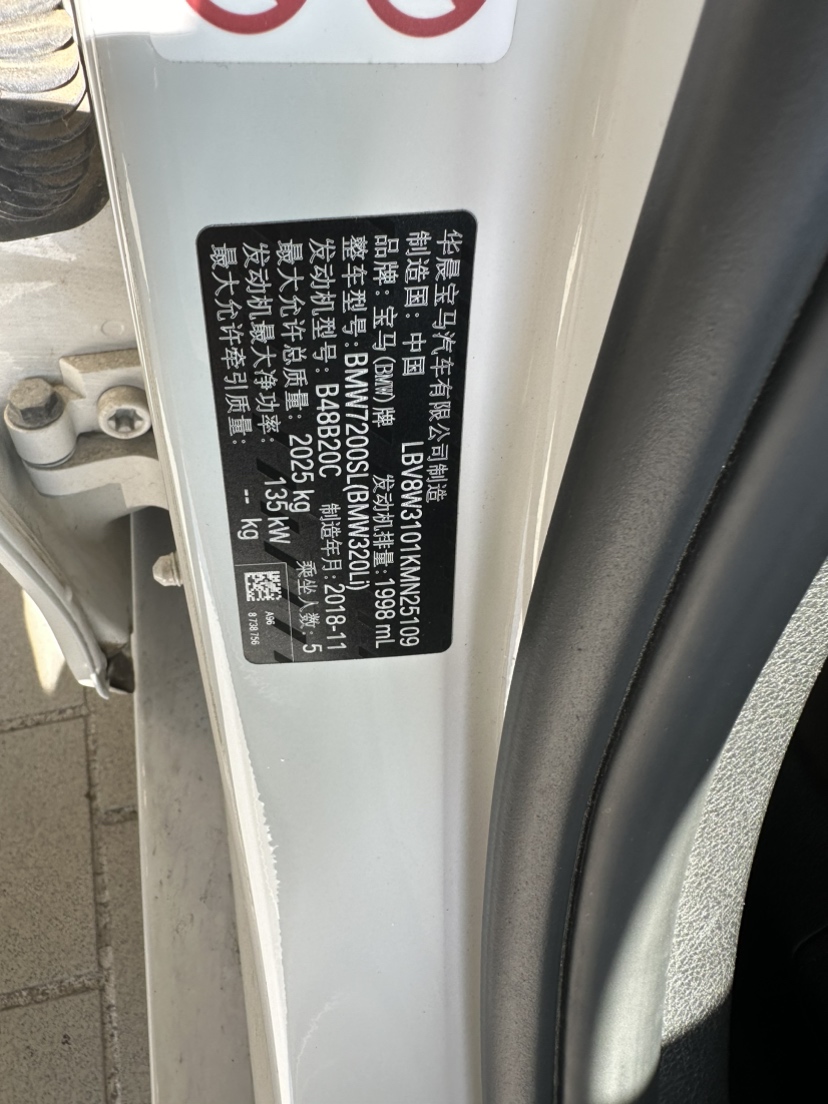 华晨宝马汽车有限公司制造
制造国：中国 LBV8W3101KMN25109
品牌：宝马(BMW)牌 发动机排量：1998 mL
整车型号：BMW7200SL(BMW320Li)
发动机型号：B48B20C 制造年月：2018-11
最大允许总质量：2025 kg 乘坐人数：5
发动机最大净功率：135 kW
最大允许牵引质量：-- kg
A96
8 738 756